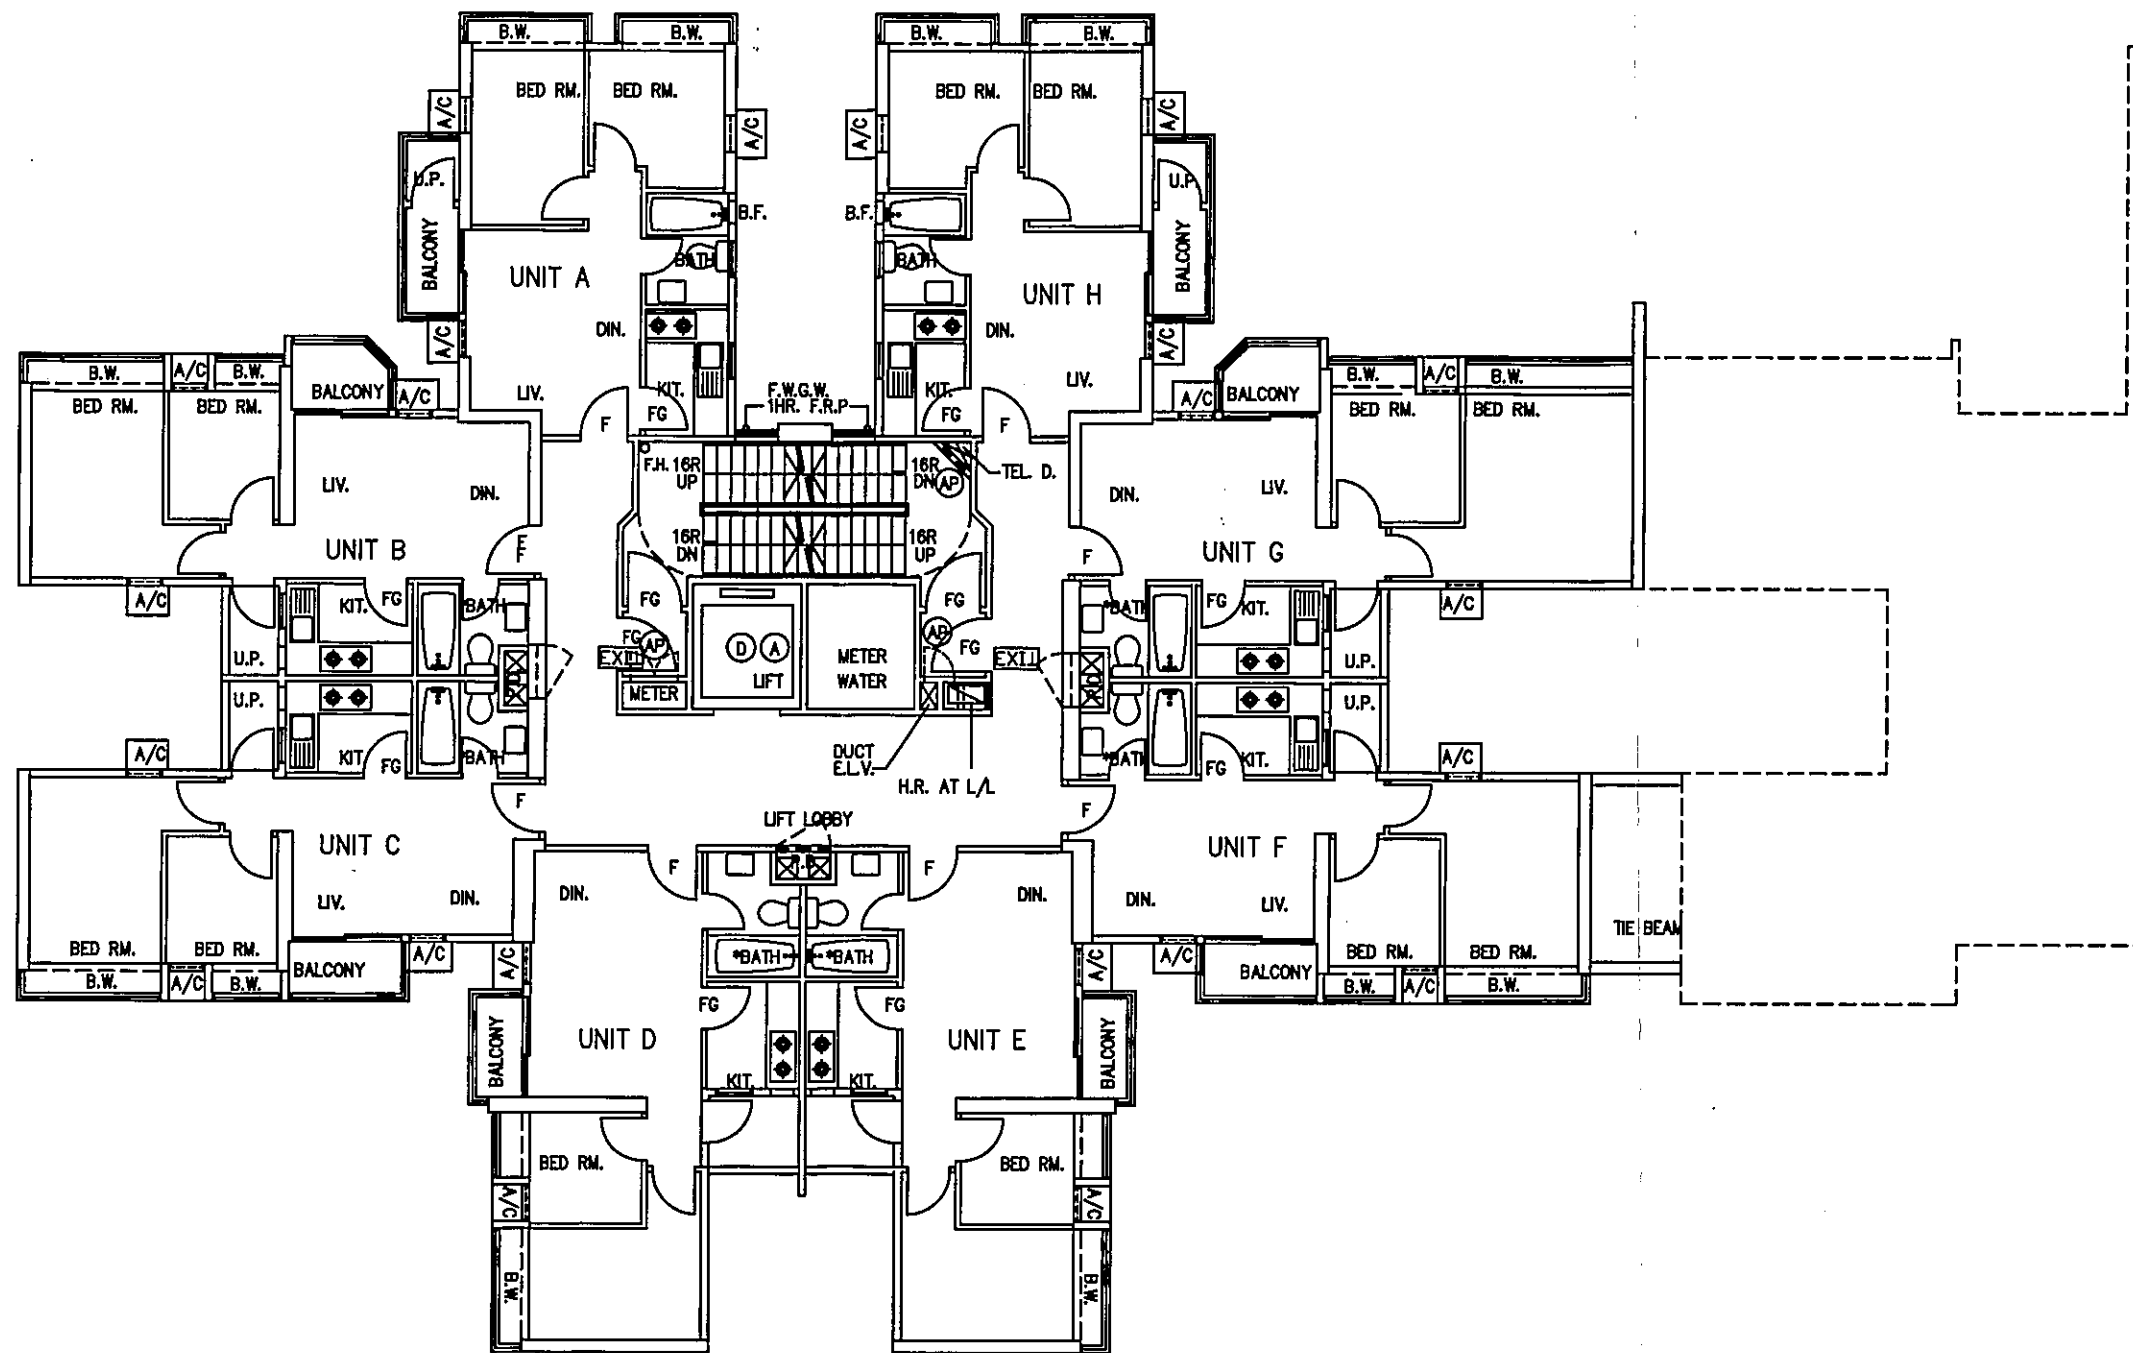 B.W.
B.W.
B.W.
B.W.
BED RM.
BED RM.
BED RM.
BED RM.
A/C
A/C
A/C
A/C
U.P.
U.P
B.F.
B.F.
BALCONY
BATH
BATH
BALCONY
UNIT A
UNIT H
DIN.
DIN.
A/C
A/C
LIV.
KIT.
F.W.G.W.
1HR. F.R.P
KIT.
LIV.
B.W.
A/C
B.W.
BALCONY
A/C
FG
F
FG
F
A/C
BALCONY
B.W.
A/C
B.W.
BED RM.
BED RM.
BED RM.
BED RM.
F.H.
16R
UP
16R
DN
AP
TEL. D.
LIV.
DIN.
DIN.
LIV.
UNIT B
F
F
16R
DN
16R
UP
F
UNIT G
A/C
KIT.
FG
*BATH
FG
FG
*BATH
FG
KIT.
A/C
U.P.
EXIT
FG
AP
D
A
LIFT
METER
WATER
AP
FG
EXIT
U.P.
U.P.
METER
U.P.
A/C
KIT.
FG
*BATH
DUCT
E.L.V.
H.R. AT L/L
*BATH
FG
KIT.
A/C
F
LIFT LOBBY
F
UNIT C
F
F
UNIT F
LIV.
DIN.
DIN.
DIN.
DIN.
LIV.
TIE BEAM
BED RM.
BED RM.
A/C
A/C
*BATH
*BATH
A/C
A/C
BED RM.
BED RM.
B.W.
A/C
B.W.
BALCONY
BALCONY
B.W.
A/C
B.W.
FG
FG
BALCONY
UNIT D
UNIT E
BALCONY
KIT.
KIT.
BED RM.
BED RM.
A/C
A/C
B.W.
B.W.